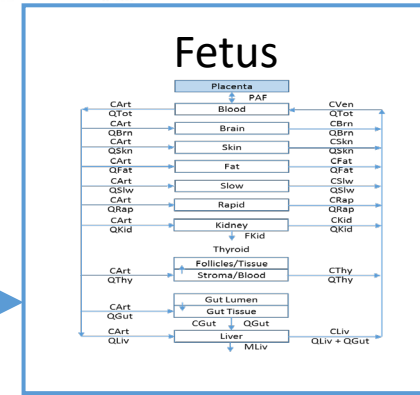 Fetus
Placenta
PAF
CArt
QTot
Blood
CVen
QTot
CArt
QBrn
Brain
CBrn
QBrn
CArt
QSkn
Skin
CSkn
QSkn
CArt
QFat
Fat
CFat
QFat
CArt
QSlw
Slow
CSlw
QSlw
CArt
QRap
Rapid
CRap
QRap
CArt
QKid
Kidney
CKid
QKid
FKid
Thyroid
Follicles/Tissue
CArt
QThy
Stroma/Blood
CThy
QThy
Gut Lumen
CArt
QGut
Gut Tissue
CGut QGut
CArt
QLiv
Liver
CLiv
QLiv + QGut
MLiv